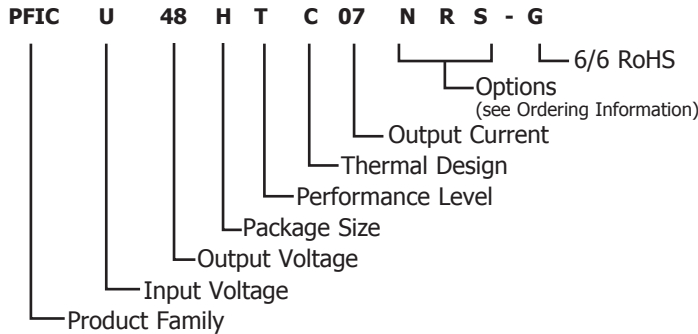 PFIC U 48 H T C 07 N R S - G
6/6 RoHS
Options
(see Ordering Information)
Output Current
Thermal Design
Performance Level
Package Size
Output Voltage
Input Voltage
Product Family